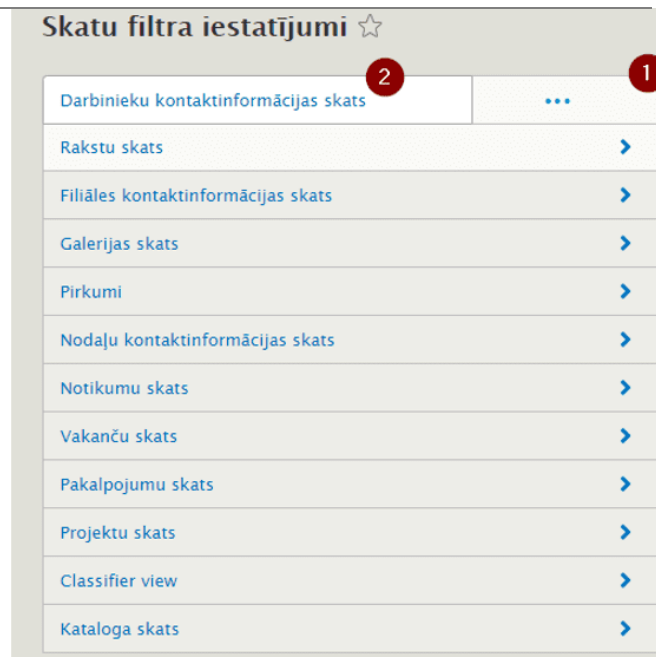 Skatu filtra iestatījumi
2
1
Darbinieku kontaktinformācijas skats
Rakstu skats
Filiāles kontaktinformācijas skats
Galerijas skats
Pirkumi
Nodaļu kontaktinformācijas skats
Notikumu skats
Vakanču skats
Pakalpojumu skats
Projektu skats
Classifier view
Kataloga skats